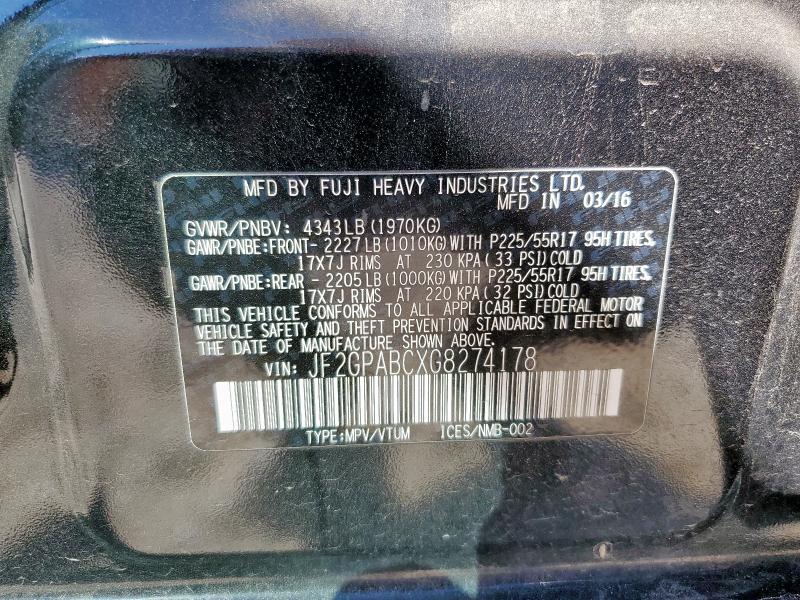 MFD BY FUJI HEAVY INDUSTRIES LTD.
MFD IN 03/16
GVWR/PNBV: 4343LB(1970KG)
GAWR/PNBE:FRONT- 2227LB(1010KG)WITH P225/55R17 95H TIRES,
17X7J RIMS AT 230 KPA(33 PSI)COLD
GAWR/PNBE:REAR - 2205LB(1000KG)WITH P225/55R17 95H TIRES,
17X7J RIMS AT 220 KPA(32 PSI)COLD
THIS VEHICLE CONFORMS TO ALL APPLICABLE FEDERAL MOTOR
VEHICLE SAFETY AND THEFT PREVENTION STANDARDS IN EFFECT ON
THE DATE OF MANUFACTURE SHOWN ABOVE.
VIN: JF2GPABCXG8274178
TYPE:MPV/VTUM ICES/NMB-002